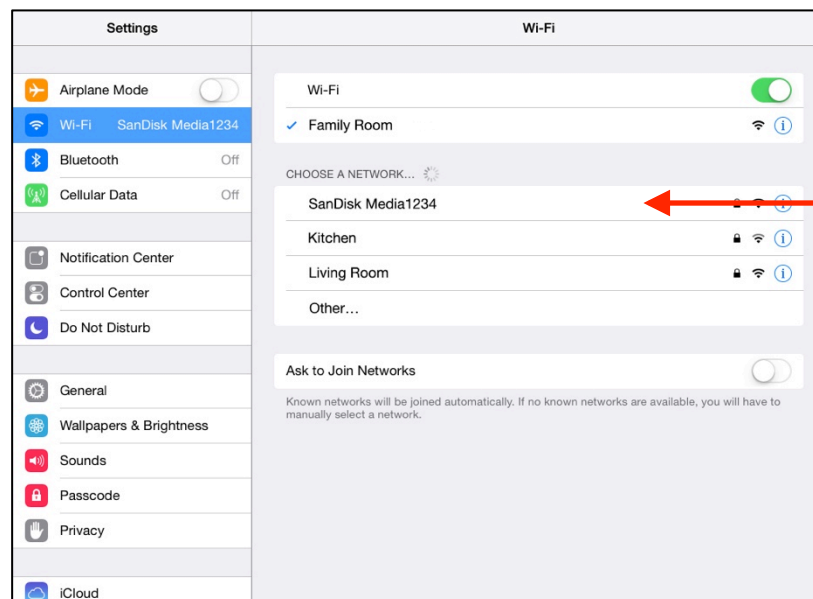 Settings
Airplane Mode
Wi-Fi SanDisk Media1234
Bluetooth Off
Cellular Data Off
Notification Center
Control Center
Do Not Disturb
General
Wallpapers & Brightness
Sounds
Passcode
Privacy
iCloud
Wi-Fi
Wi-Fi
Family Room
CHOOSE A NETWORK...
SanDisk Media1234
Kitchen
Living Room
Other...
Ask to Join Networks
Known networks will be joined automatically. If no known networks are available, you will have to
manually select a network.